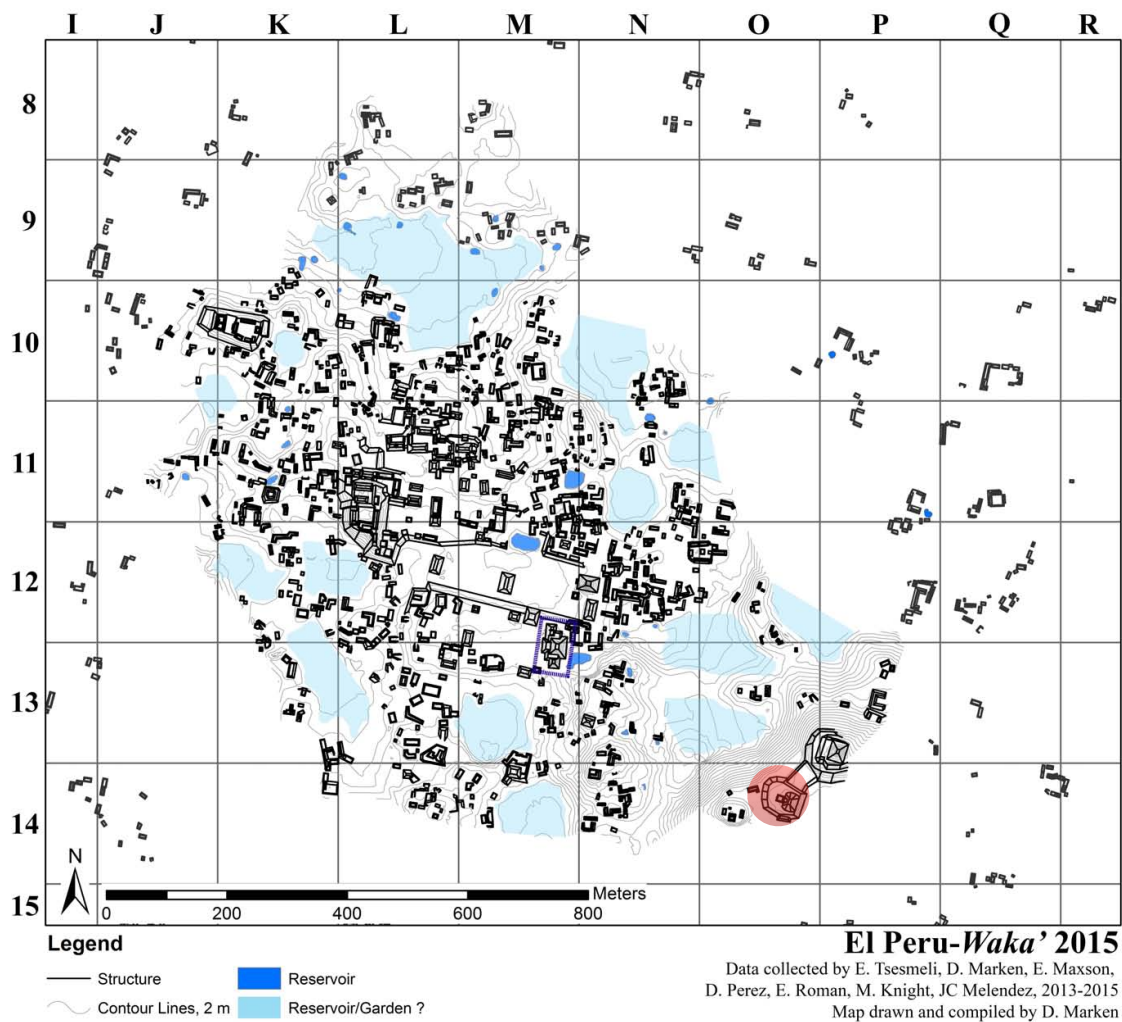 I J K L M N O P Q R
8
9
10
11
12
13
14
15
N
Meters
0 200 400 600 800
Legend
Structure
Contour Lines, 2 m
Reservoir
Reservoir/Garden ?
El Peru-Waka’ 2015
Data collected by E. Tsesmeli, D. Marken, E. Maxson,
D. Perez, E. Roman, M. Knight, JC Melendez, 2013-2015
Map drawn and compiled by D. Marken